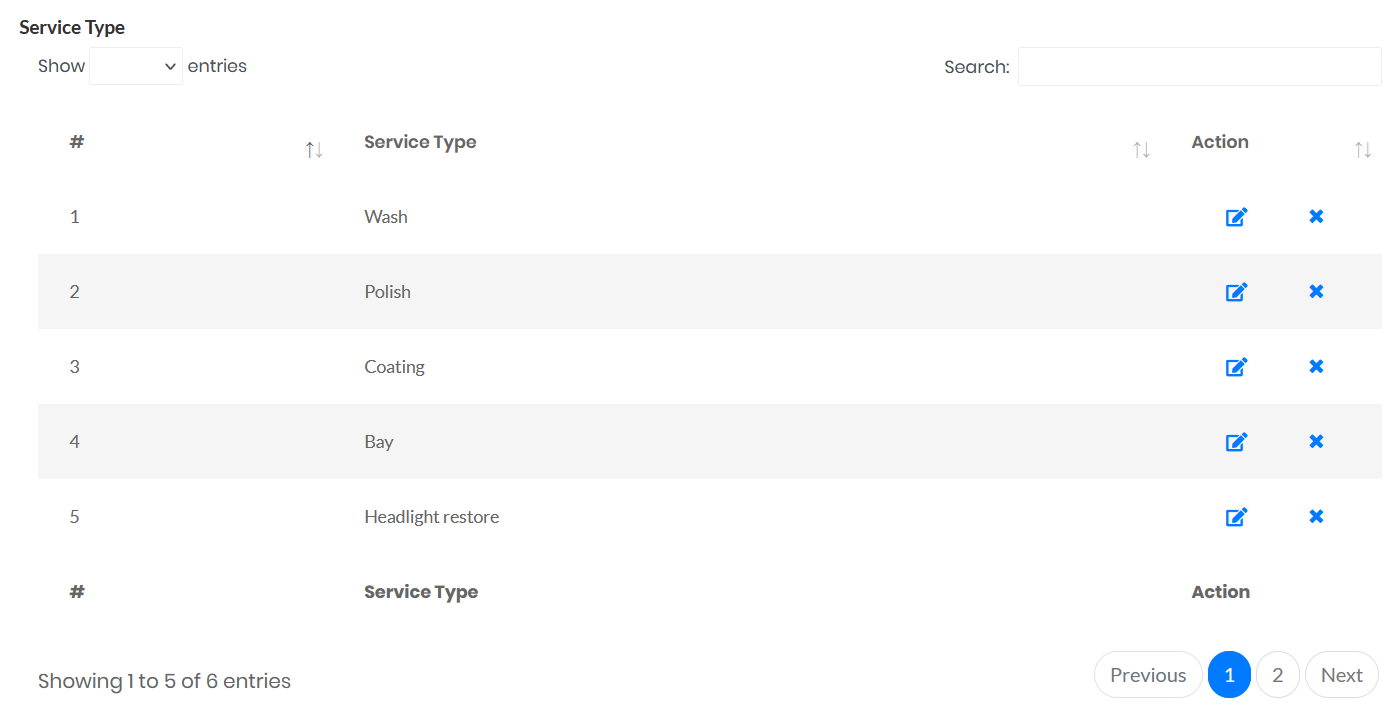 Service Type
Show entries Search:
# Service Type Action
1 Wash
2 Polish
3 Coating
4 Bay
5 Headlight restore
# Service Type Action
Showing 1 to 5 of 6 entries Previous 1 2 Next